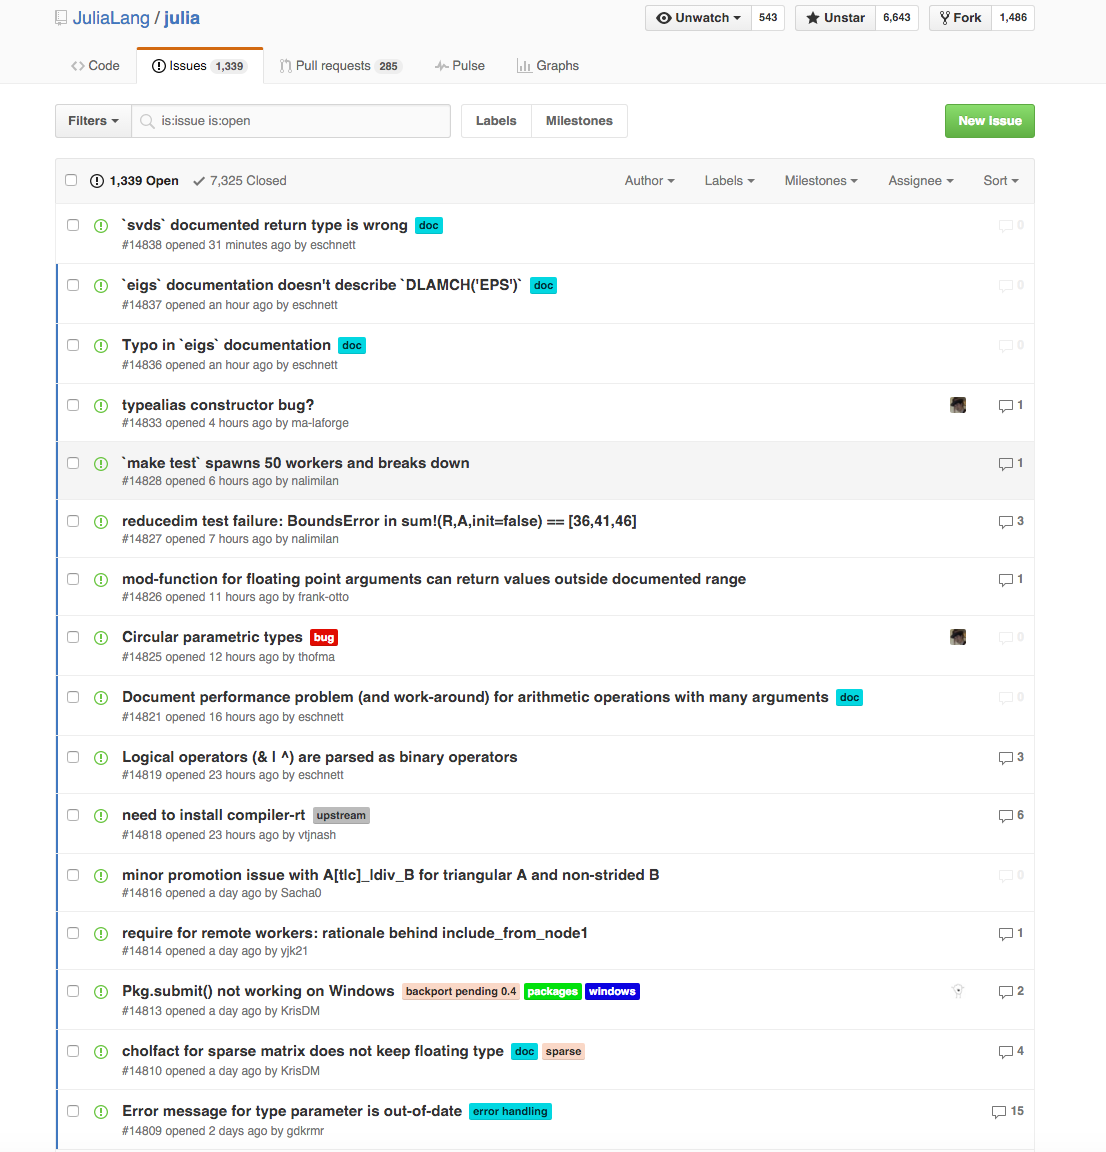 JuliaLang / julia
Unwatch 543 Unstar 6,643 Fork 1,486
Code Issues 1,339 Pull requests 285 Pulse Graphs
Filters is:issue is:open Labels Milestones New issue
1,339 Open 7,325 Closed Author Labels Milestones Assignee Sort
`svds` documented return type is wrong doc 0
#14838 opened 31 minutes ago by eschnett
`eigs` documentation doesn't describe `DLAMCH('EPS')` doc 0
#14837 opened an hour ago by eschnett
Typo in `eigs` documentation doc 0
#14836 opened an hour ago by eschnett
typealias constructor bug? 1
#14833 opened 4 hours ago by ma-laforge
`make test` spawns 50 workers and breaks down 1
#14828 opened 6 hours ago by nalimilan
reducedim test failure: BoundsError in sum!(R,A,init=false) == [36,41,46] 3
#14827 opened 7 hours ago by nalimilan
mod-function for floating point arguments can return values outside documented range 1
#14826 opened 11 hours ago by frank-otto
Circular parametric types bug 0
#14825 opened 12 hours ago by thofma
Document performance problem (and work-around) for arithmetic operations with many arguments doc 0
#14821 opened 16 hours ago by eschnett
Logical operators (& | ^) are parsed as binary operators 3
#14819 opened 23 hours ago by eschnett
need to install compiler-rt upstream 6
#14818 opened 23 hours ago by vtjnash
minor promotion issue with A[tlc]_ldiv_B for triangular A and non-strided B 0
#14816 opened a day ago by Sacha0
require for remote workers: rationale behind include_from_node1 1
#14814 opened a day ago by yjk21
Pkg.submit() not working on Windows backport pending 0.4 packages windows 2
#14813 opened a day ago by KrisDM
cholfact for sparse matrix does not keep floating type doc sparse 4
#14810 opened a day ago by KrisDM
Error message for type parameter is out-of-date error handling 15
#14809 opened 2 days ago by gdkrmr